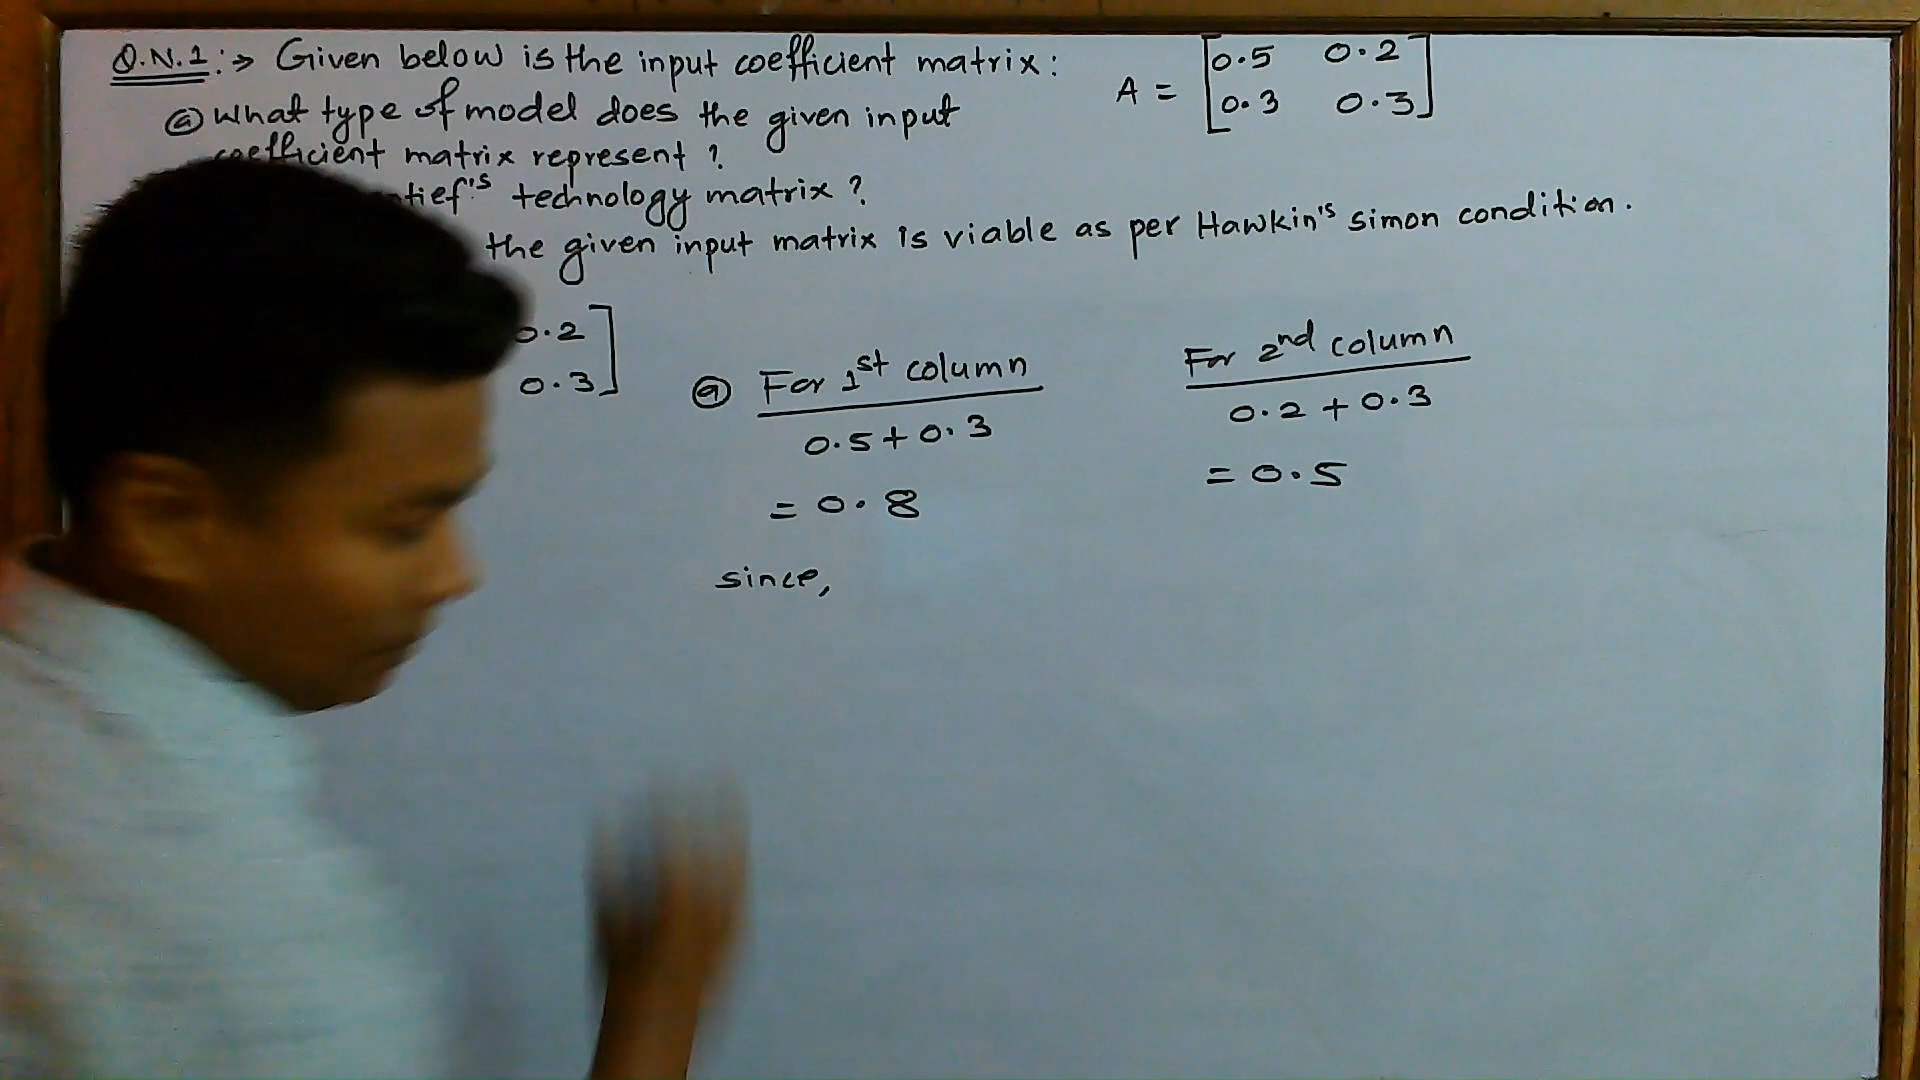 Q.N.1:⇒ Given below is the input coefficient matrix: A = [0.5 0.2
0.3 0.3]
ⓐ What type of model does the given input
coefficient matrix represent ?
tief's technology matrix ?
the given input matrix is viable as per Hawkin's simon condition.
0.2]
0.3]
ⓐ For 1st column
0.5 + 0.3
= 0.8
since,
For 2nd column
0.2 + 0.3
= 0.5